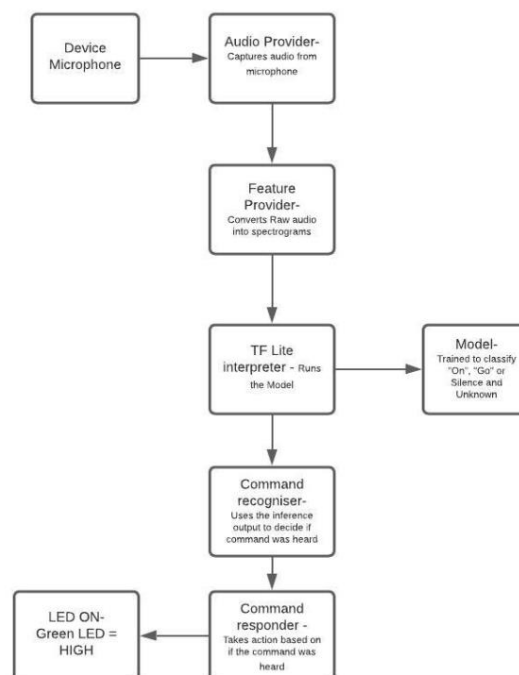 Device
Microphone
Audio Provider-
Captures audio from
microphone
Feature
Provider-
Converts Raw audio
into spectrograms
TF Lite
interpreter - Runs
the Model
Model-
Trained to classify
"On", "Go" or
Silence and
Unknown
Command
recogniser-
Uses the inference
output to decide if
command was heard
Command
responder -
Takes action based on
if the command was
heard
LED ON-
Green LED =
HIGH